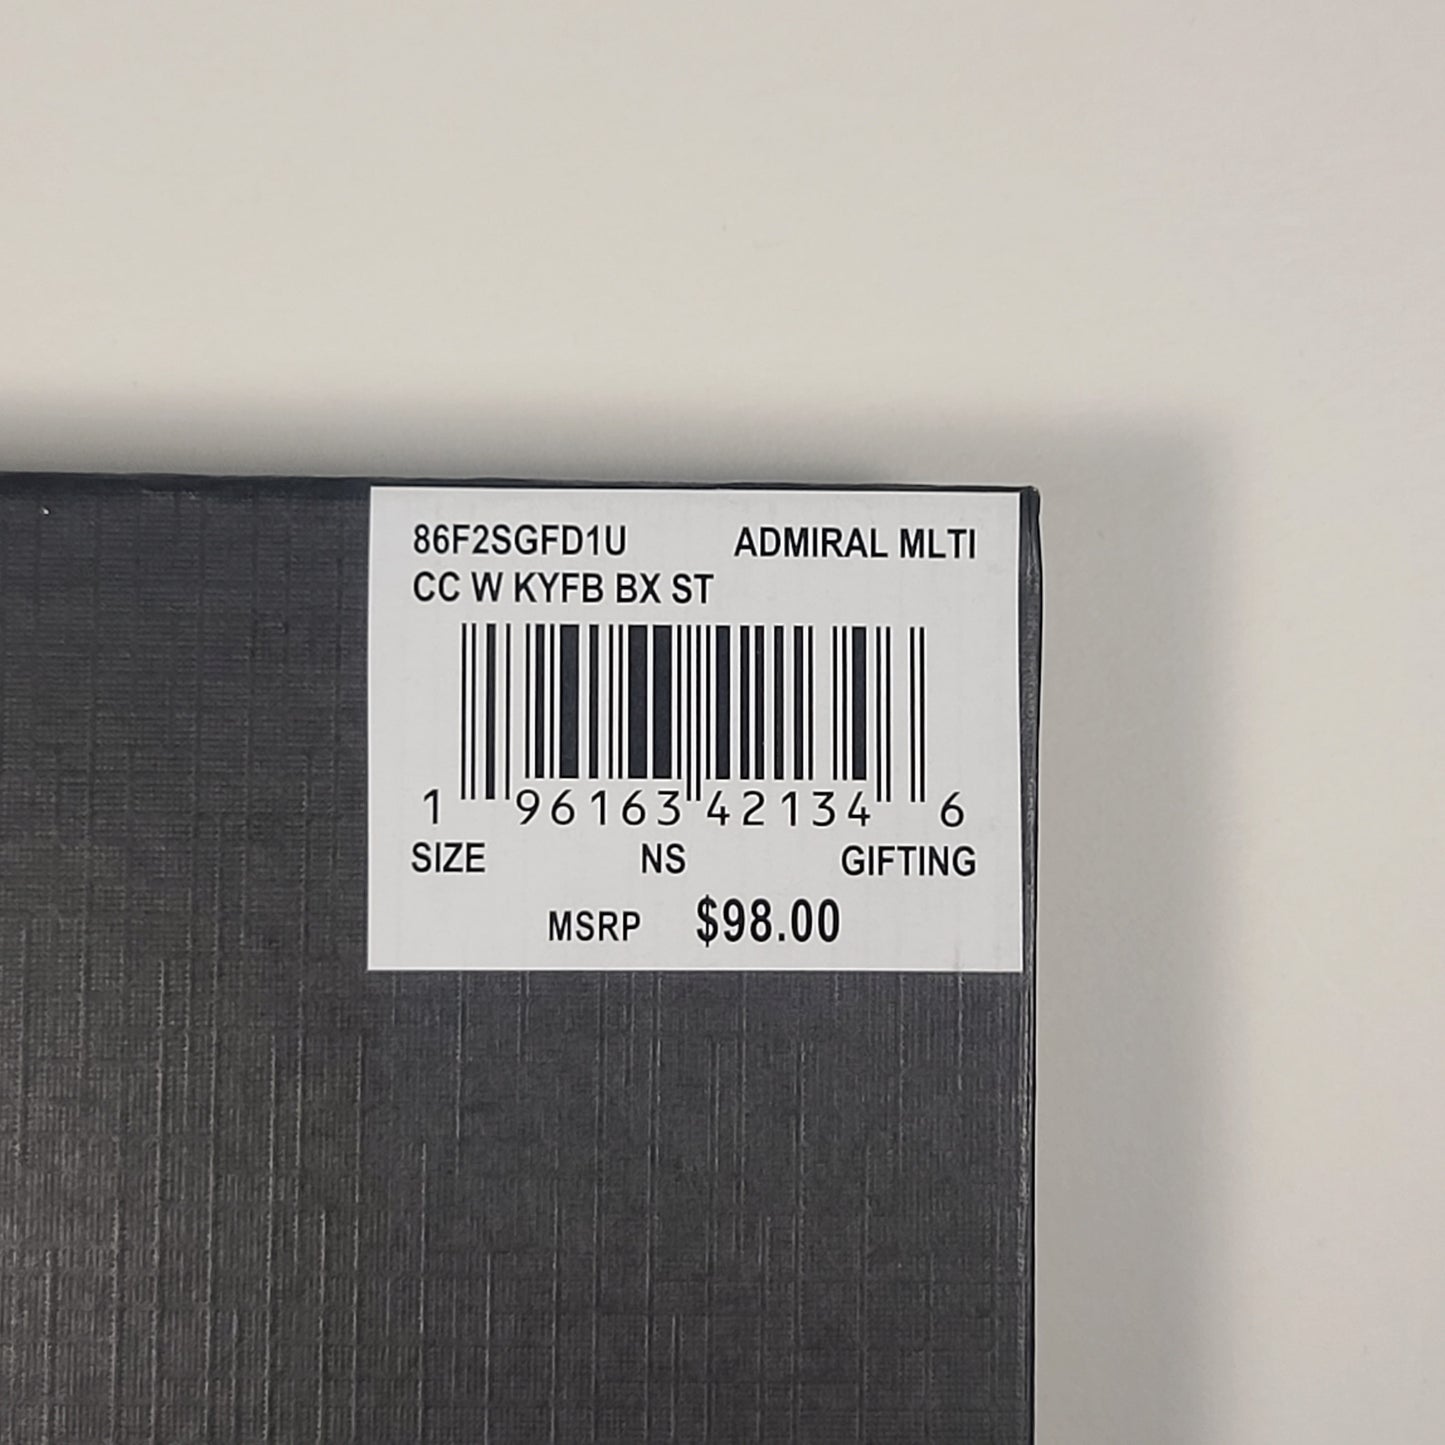 86F2SGFD1U ADMIRAL MLTI
CC W KYFB BX ST
1 96163 42134 6
SIZE NS GIFTING
MSRP $98.00